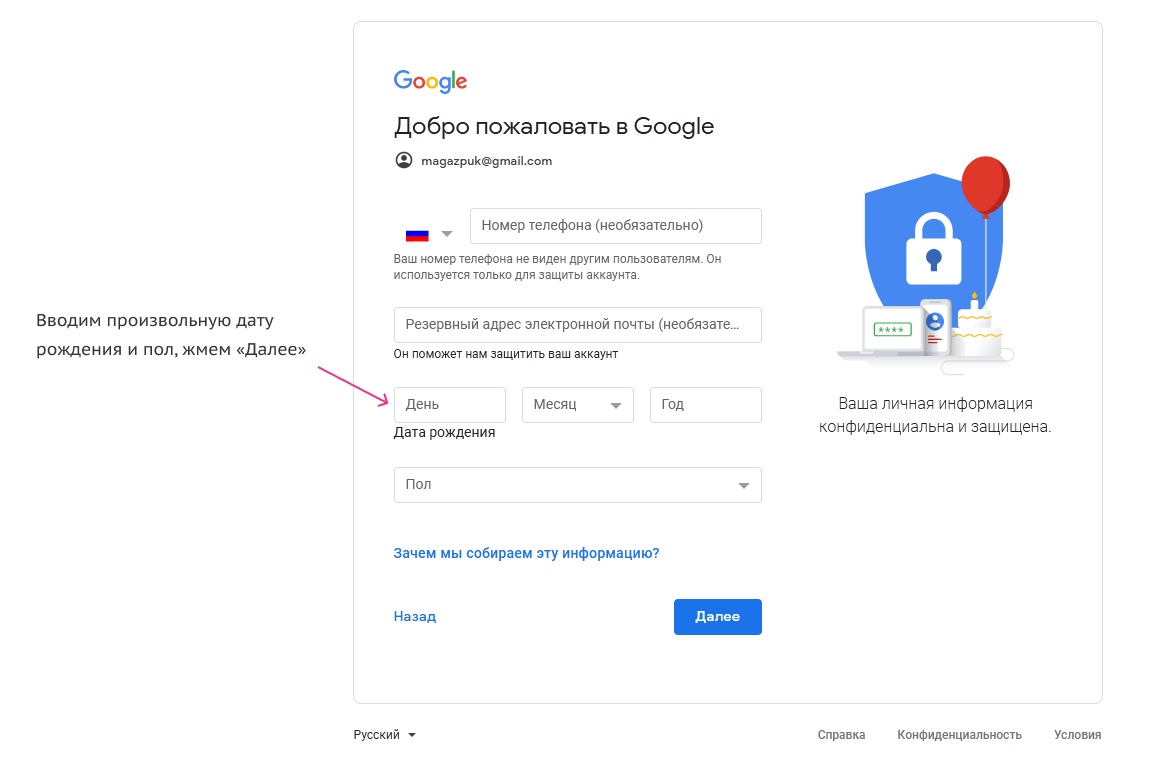 Google
Добро пожаловать в Google
magazpuk@gmail.com
Номер телефона (необязательно)
Ваш номер телефона не виден другим пользователям. Он
используется только для защиты аккаунта.
Вводим произвольную дату
рождения и пол, жмем «Далее»
Резервный адрес электронной почты (необязате...
Он поможет нам защитить ваш аккаунт
День
Месяц
Год
Дата рождения
Пол
Зачем мы собираем эту информацию?
Назад
Далее
****
Ваша личная информация
конфиденциальна и защищена.
Русский
Справка
Конфиденциальность
Условия